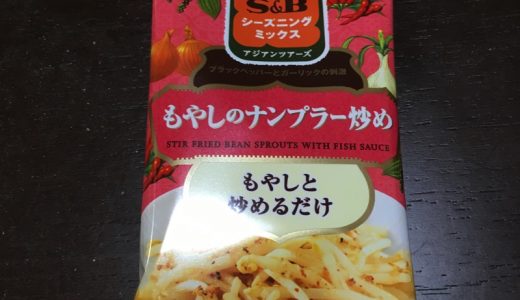 S&B
シーズニング
ミックス
アジアンツアーズ
ブラックペッパーとガーリックの刺激
もやしのナンプラー炒め
STIR FRIED BEAN SPROUTS WITH FISH SAUCE
もやしと
炒めるだけ